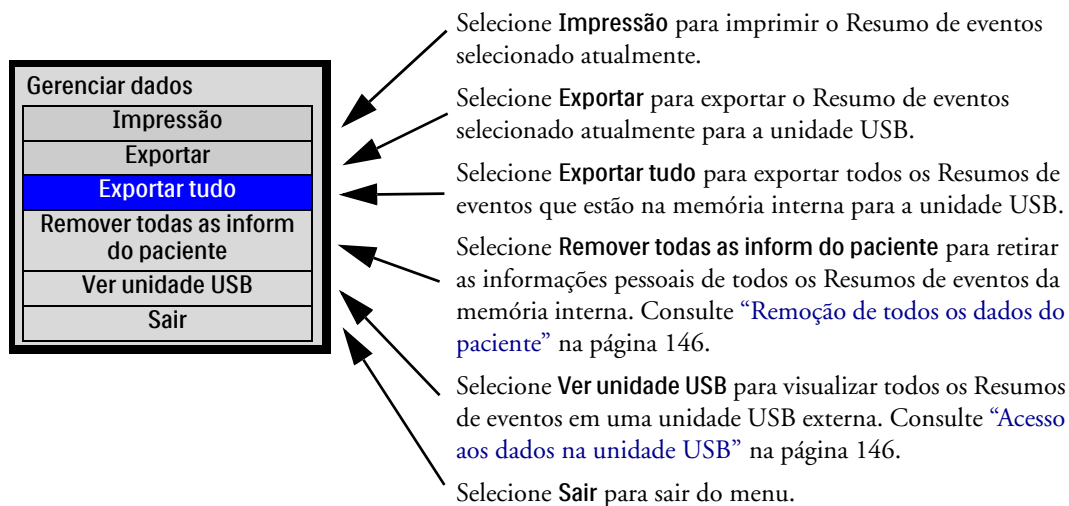 Gerenciar dados
Impressão
Exportar
Exportar tudo
Remover todas as inform
do paciente
Ver unidade USB
Sair
Selecione Impressão para imprimir o Resumo de eventos
selecionado atualmente.
Selecione Exportar para exportar o Resumo de eventos
selecionado atualmente para a unidade USB.
Selecione Exportar tudo para exportar todos os Resumos de
eventos que estão na memória interna para a unidade USB.
Selecione Remover todas as inform do paciente para retirar
as informações pessoais de todos os Resumos de eventos da
memória interna. Consulte “Remoção de todos os dados do
paciente” na página 146.
Selecione Ver unidade USB para visualizar todos os Resumos
de eventos em uma unidade USB externa. Consulte “Acesso
aos dados na unidade USB” na página 146.
Selecione Sair para sair do menu.